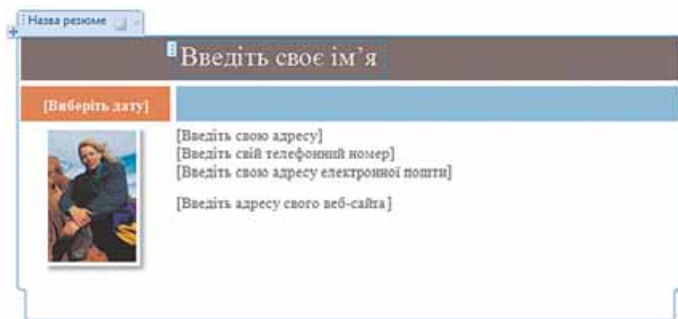 Назва резюме
Введіть своє ім’я
[Виберіть дату]
[Введіть свою адресу]
[Введіть свій телефонний номер]
[Введіть свою адресу електронної пошти]
[Введіть адресу свого веб-сайта]